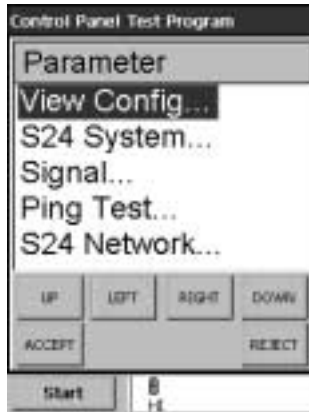 Control Panel Test Program
Parameter
View Config...
S24 System...
Signal...
Ping Test...
S24 Network...
UP LEFT RIGHT DOWN
ACCEPT REJECT
Start